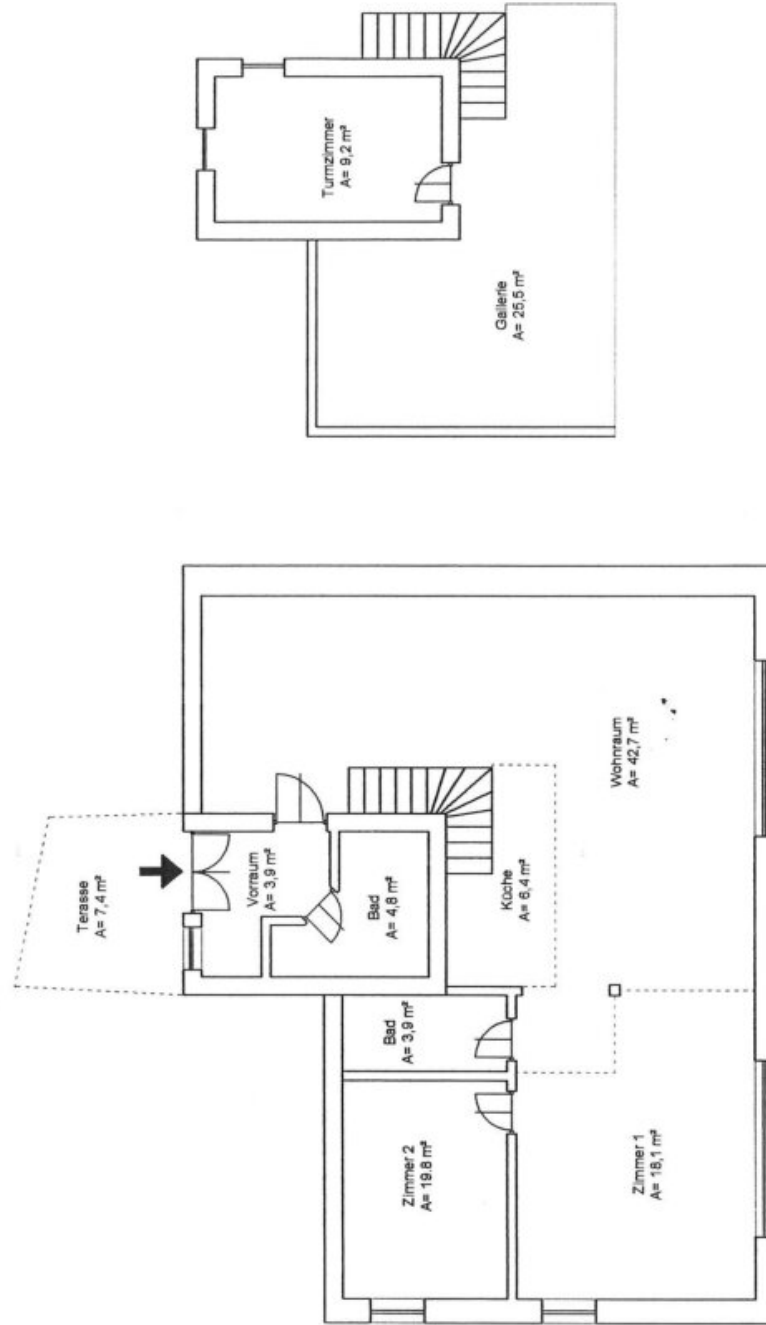 Terasse
A= 7,4 m²
Vorraum
A= 3,9 m²
Bad
A= 4,8 m²
Bad
A= 3,9 m²
Küche
A= 6,4 m²
Zimmer 2
A= 19.8 m²
Zimmer 1
A= 18,1 m²
Wohnraum
A= 42,7 m²
Turmzimmer
A= 9,2 m²
Gallerie
A= 25,5 m²